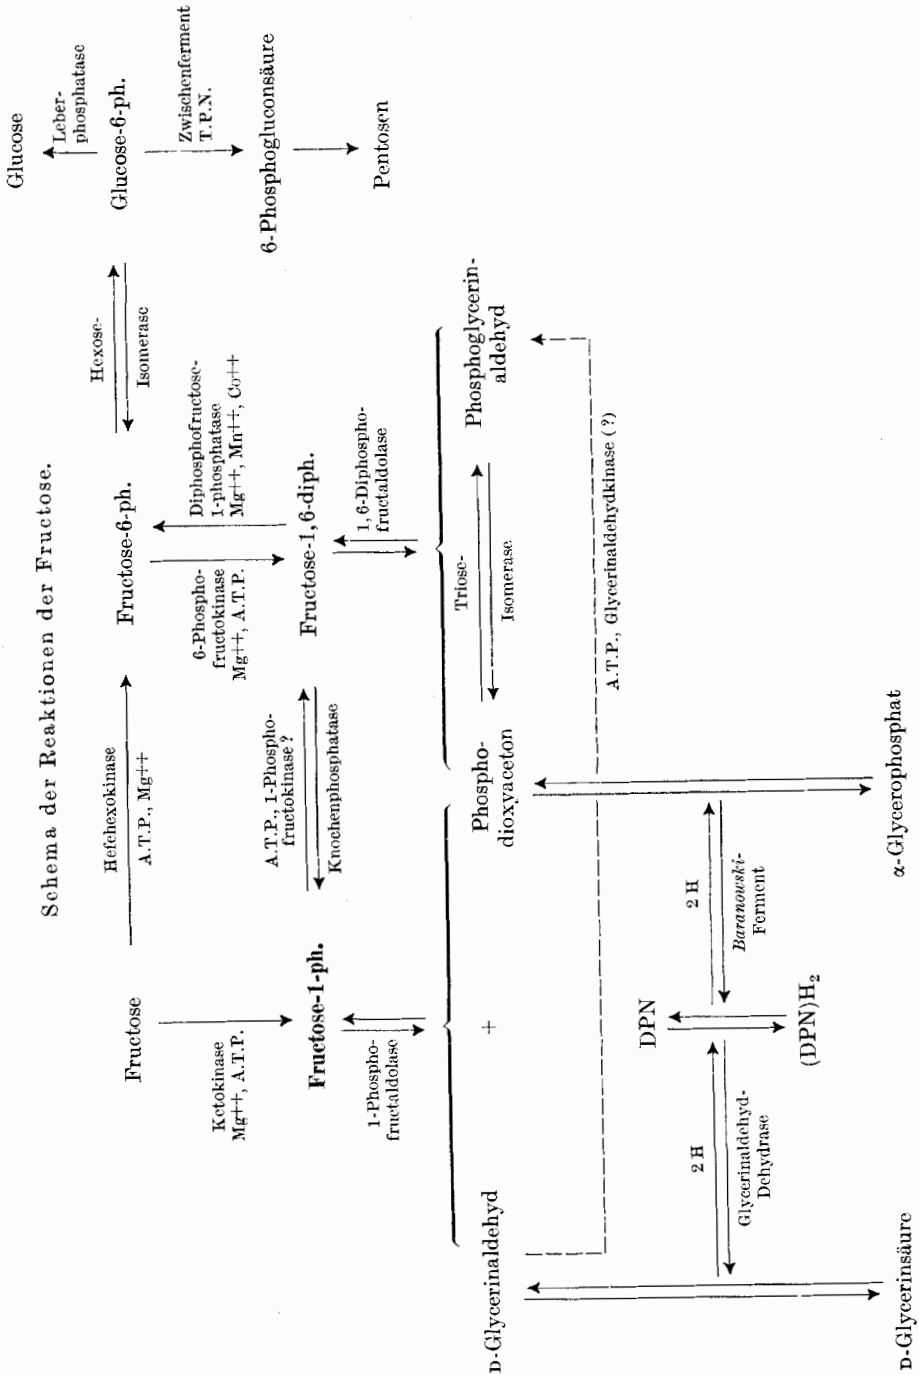 Schema der Reaktionen der Fructose.
Glucose
Leber-
phosphatase
Fructose
Hefehexokinase
A.T.P., Mg++
Fructose-6-ph.
Hexose-
Isomerase
Glucose-6-ph.
Ketokinase
Mg++, A.T.P.
6-Phospho-
fructokinase
Mg++, A.T.P.
Diphosphofructose-
1-phosphatase
Mg++, Mn++, Co++
Zwischenferment
T.P.N.
Fructose-1-ph.
A.T.P., 1-Phospho-
fructokinase?
Knochenphosphatase
Fructose-1,6-diph.
6-Phosphogluconsäure
1-Phospho-
fructaldolase
1,6-Diphospho-
fructaldolase
Pentosen
D-Glycerinaldehyd
+
Phospho-
dioxyaceton
Triose-
Isomerase
Phosphoglycerin-
aldehyd
A.T.P., Glycerinaldehydkinase (?)
DPN
2 H
Glycerinaldehyd-
Dehydrase
2 H
Baranowski-
Ferment
(DPN)H2
D-Glycerinsäure
α-Glycerophosphat